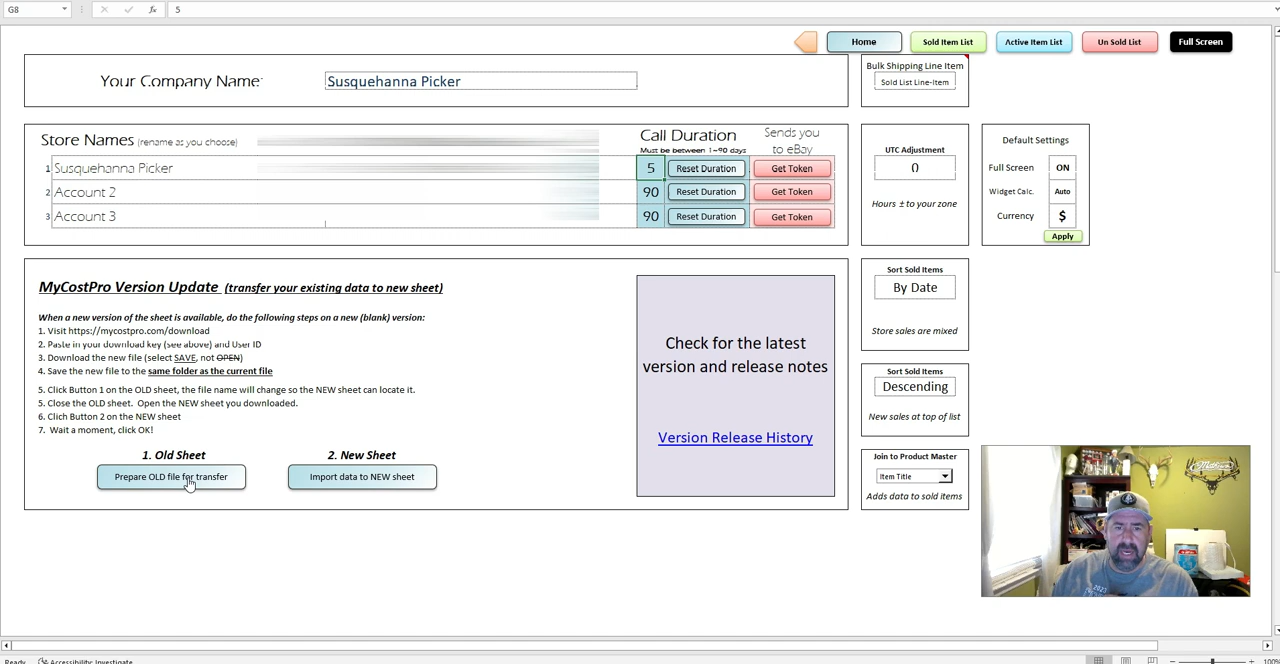 G8
fx
5
Home
Sold Item List
Active Item List
Un Sold List
Full Screen
Your Company Name:
Susquehanna Picker
Bulk Shipping Line Item
Sold List Line-Item
Store Names (rename as you choose)
Call Duration
Must be between 1~90 days
Sends you
to eBay
1 Susquehanna Picker
5
Reset Duration
Get Token
2 Account 2
90
Reset Duration
Get Token
3 Account 3
90
Reset Duration
Get Token
UTC Adjustment
0
Hours ± to your zone
Default Settings
Full Screen
ON
Widget Calc.
Auto
Currency
$
Apply
MyCostPro Version Update (transfer your existing data to new sheet)
When a new version of the sheet is available, do the following steps on a new (blank) version:
1. Visit https://mycostpro.com/download
2. Paste in your download key (see above) and User ID
3. Download the new file (select SAVE, not OPEN)
4. Save the new file to the same folder as the current file
5. Click Button 1 on the OLD sheet, the file name will change so the NEW sheet can locate it.
5. Close the OLD sheet. Open the NEW sheet you downloaded.
6. Clich Button 2 on the NEW sheet
7. Wait a moment, click OK!
1. Old Sheet
2. New Sheet
Prepare OLD file for transfer
Import data to NEW sheet
Check for the latest
version and release notes
Version Release History
Sort Sold Items
By Date
Store sales are mixed
Sort Sold Items
Descending
New sales at top of list
Join to Product Master
Item Title
Adds data to sold items
Ready
Accessibility: Investigate
100%